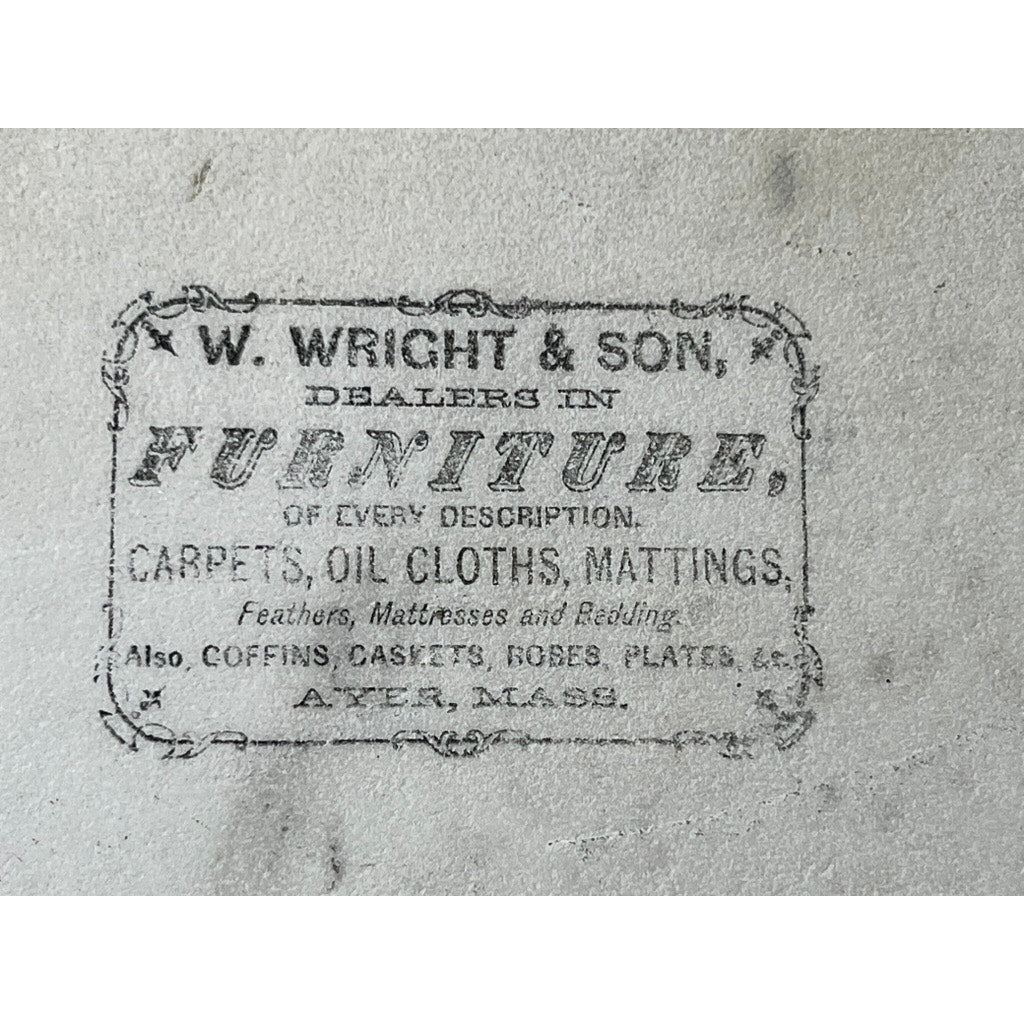 W. WRIGHT & SON,
DEALERS IN
FURNITURE,
OF EVERY DESCRIPTION.
CARPETS, OIL CLOTHS, MATTINGS,
Feathers, Mattresses and Bedding.
Also, COFFINS, CASKETS, ROBES, PLATES, &c.
AYER, MASS.